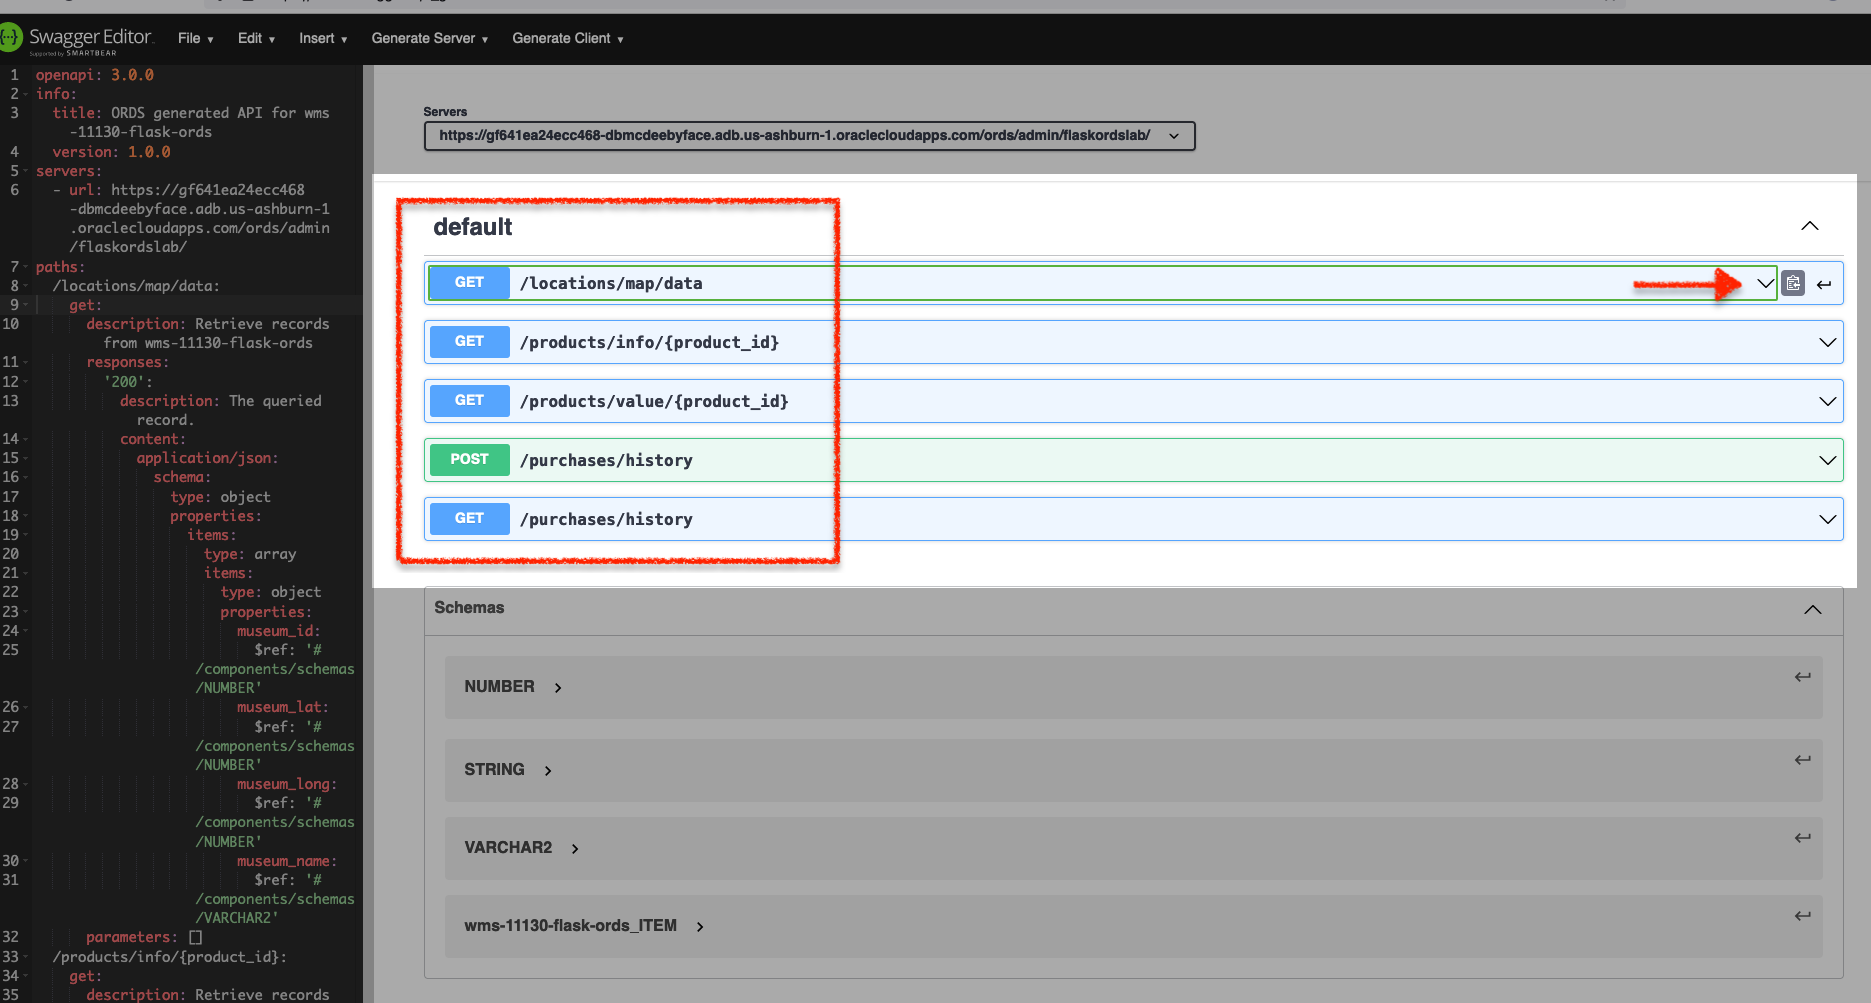 Swagger Editor
Supported by SMARTBEAR
File
Edit
Insert
Generate Server
Generate Client
1 openapi: 3.0.0
2 info:
3 title: ORDS generated API for wms
-11130-flask-ords
4 version: 1.0.0
5 servers:
6 - url: https://gf641ea24ecc468
-dbmcdeebyface.adb.us-ashburn-1
.oraclecloudapps.com/ords/admin
/flaskordslab/
7 paths:
8 /locations/map/data:
9 get:
10 description: Retrieve records
from wms-11130-flask-ords
11 responses:
12 '200':
13 description: The queried
record.
14 content:
15 application/json:
16 schema:
17 type: object
18 properties:
19 items:
20 type: array
21 items:
22 type: object
23 properties:
24 museum_id:
25 $ref: '#
/components/schemas
/NUMBER'
26 museum_lat:
27 $ref: '#
/components/schemas
/NUMBER'
28 museum_long:
29 $ref: '#
/components/schemas
/NUMBER'
30 museum_name:
31 $ref: '#
/components/schemas
/VARCHAR2'
32 parameters: []
33 /products/info/{product_id}:
34 get:
35 description: Retrieve records
Servers
https://gf641ea24ecc468-dbmcdeebyface.adb.us-ashburn-1.oraclecloudapps.com/ords/admin/flaskordslab/
default
GET /locations/map/data
GET /products/info/{product_id}
GET /products/value/{product_id}
POST /purchases/history
GET /purchases/history
Schemas
NUMBER
STRING
VARCHAR2
wms-11130-flask-ords_ITEM